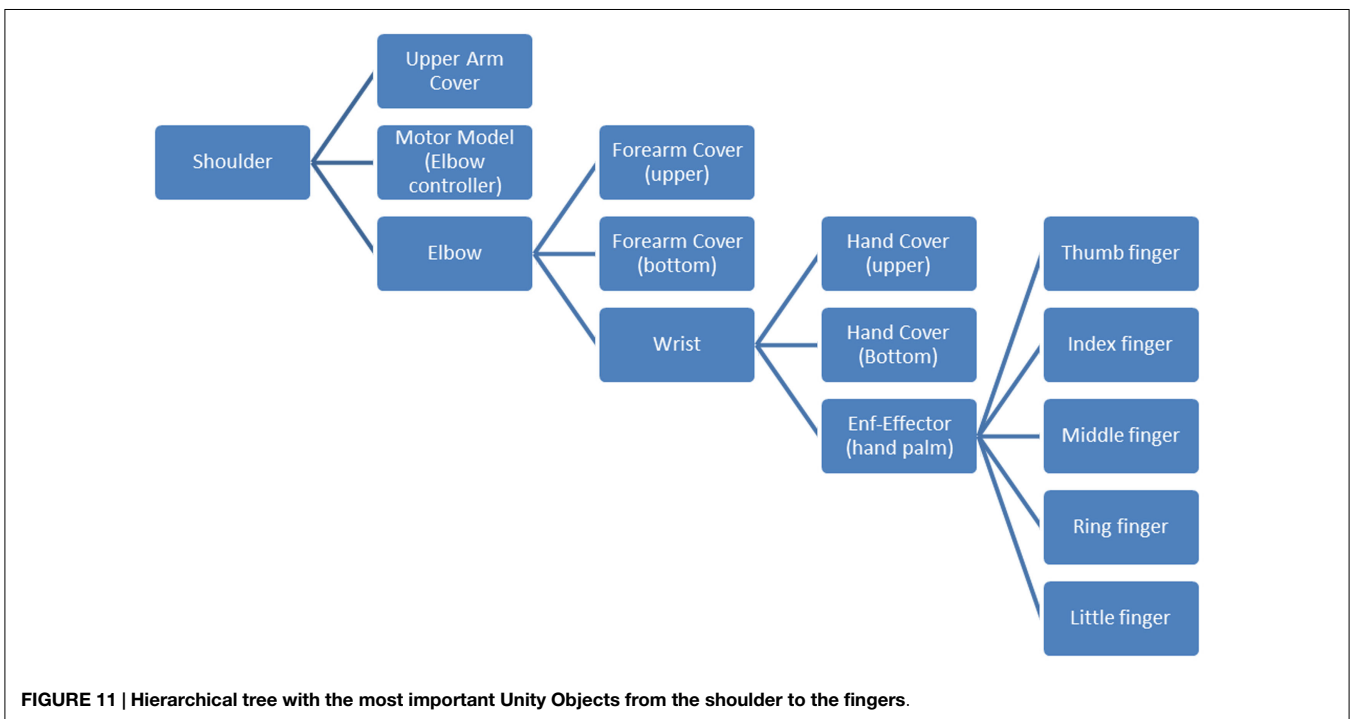 Shoulder
Upper Arm
Cover
Motor Model
(Elbow
controller)
Elbow
Forearm Cover
(upper)
Forearm Cover
(bottom)
Wrist
Hand Cover
(upper)
Hand Cover
(Bottom)
Enf-Effector
(hand palm)
Thumb finger
Index finger
Middle finger
Ring finger
Little finger
FIGURE 11 | Hierarchical tree with the most important Unity Objects from the shoulder to the fingers.